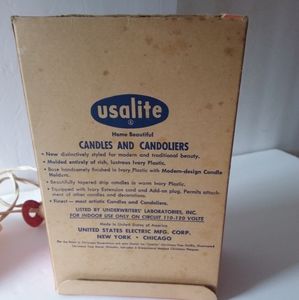 usalite
Home Beautiful
CANDLES AND CANDOLIERS
• New distinctively styled for modern and traditional beauty.
• Molded entirely of rich, lustrous Ivory Plastic.
• Base handsomely finished in Ivory Plastic with Modern-design Candle
Holders.
• Beautifully tapered drip candles in warm Ivory Plastic.
• Equipped with Ivory Extension cord and Add-on plug. Permits attach-
ment of other candles and decorations.
• Finest — most artistic Candles and Candoliers.
LISTED BY UNDERWRITERS' LABORATORIES, INC.
FOR INDOOR USE ONLY ON CIRCUIT 110-120 VOLTS
Made in United States of America
UNITED STATES ELECTRIC MFG. CORP.
NEW YORK • CHICAGO